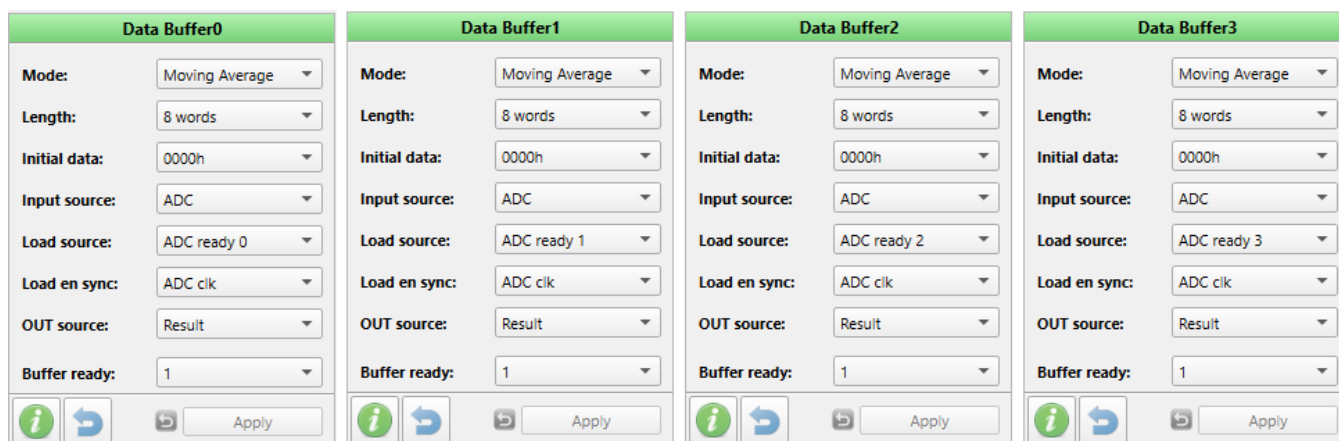 Data Buffer0
Mode: Moving Average
Length: 8 words
Initial data: 0000h
Input source: ADC
Load source: ADC ready 0
Load en sync: ADC clk
OUT source: Result
Buffer ready: 1
Apply
Data Buffer1
Mode: Moving Average
Length: 8 words
Initial data: 0000h
Input source: ADC
Load source: ADC ready 1
Load en sync: ADC clk
OUT source: Result
Buffer ready: 1
Apply
Data Buffer2
Mode: Moving Average
Length: 8 words
Initial data: 0000h
Input source: ADC
Load source: ADC ready 2
Load en sync: ADC clk
OUT source: Result
Buffer ready: 1
Apply
Data Buffer3
Mode: Moving Average
Length: 8 words
Initial data: 0000h
Input source: ADC
Load source: ADC ready 3
Load en sync: ADC clk
OUT source: Result
Buffer ready: 1
Apply